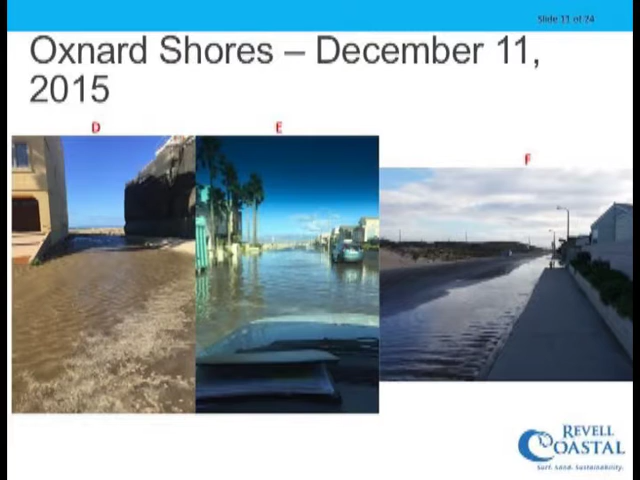 Slide 11 of 24
Oxnard Shores – December 11,
2015
D
E
F
REVELL
COASTAL
Surf. Sand. Sustainability.